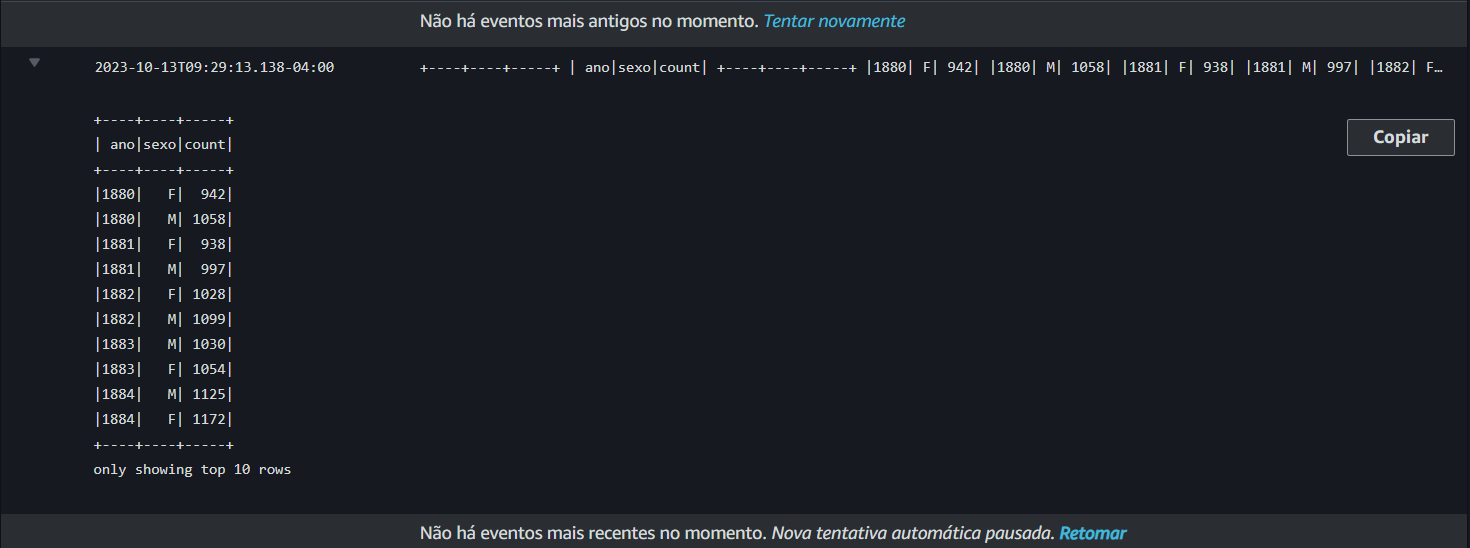 Não há eventos mais antigos no momento. Tentar novamente
2023-10-13T09:29:13.138-04:00 +----+----+-----+ | ano|sexo|count| +----+----+-----+ |1880| F| 942| |1880| M| 1058| |1881| F| 938| |1881| M| 997| |1882| F…
+----+----+-----+
Copiar
| ano|sexo|count|
+----+----+-----+
|1880|   F|  942|
|1880|   M| 1058|
|1881|   F|  938|
|1881|   M|  997|
|1882|   F| 1028|
|1882|   M| 1099|
|1883|   M| 1030|
|1883|   F| 1054|
|1884|   M| 1125|
|1884|   F| 1172|
+----+----+-----+
only showing top 10 rows
Não há eventos mais recentes no momento. Nova tentativa automática pausada. Retomar